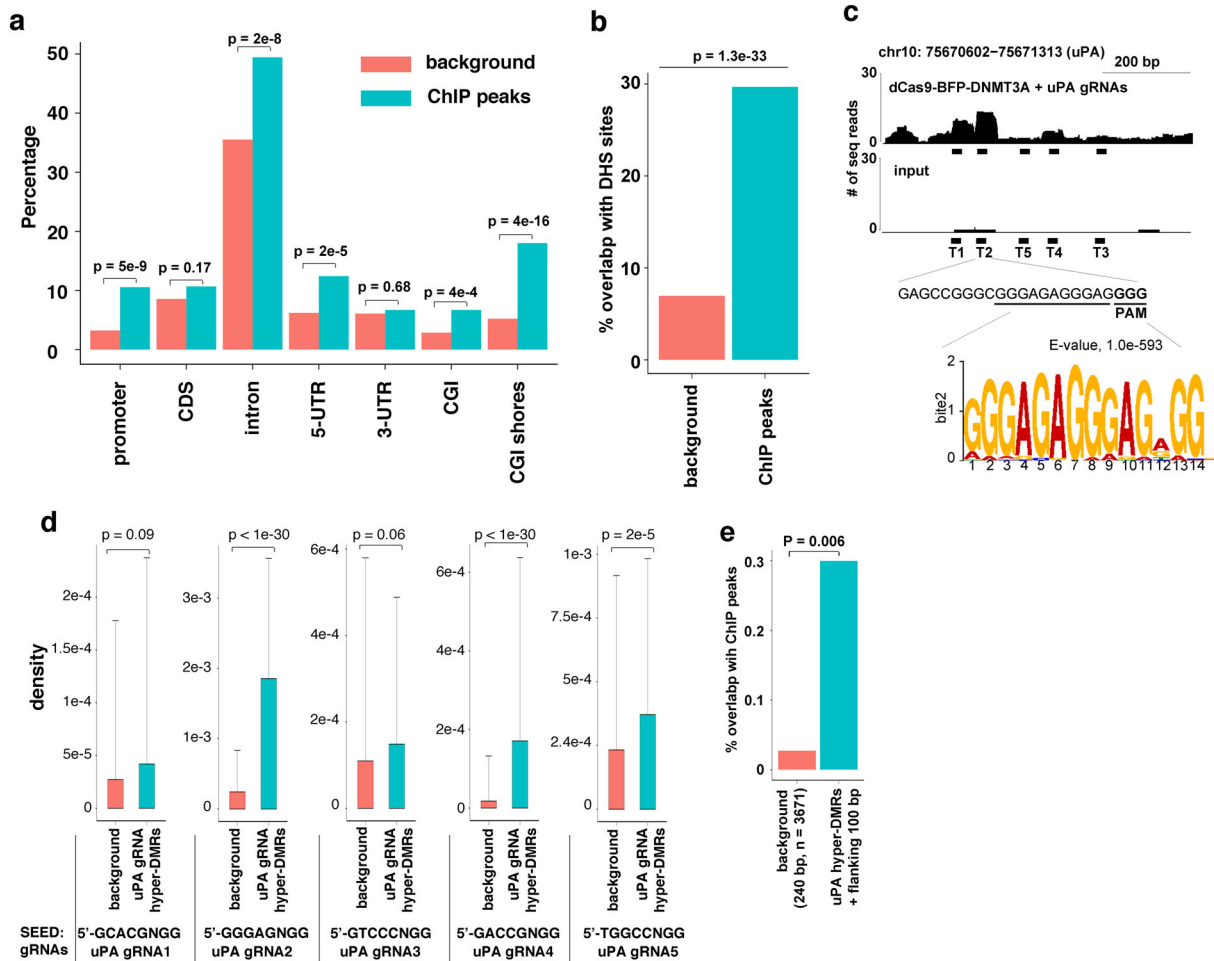 a
p = 2e-8
50
40
30
20
10
0
Percentage
background
ChIP peaks
p = 5e-9
p = 0.17
p = 2e-5
p = 0.68
p = 4e-4
p = 4e-16
promoter
CDS
intron
5-UTR
3-UTR
CGI
CGI shores
b
p = 1.3e-33
30
20
10
0
% overlabp with DHS sites
background
ChIP peaks
c
chr10: 75670602−75671313 (uPA)
200 bp
dCas9-BFP-DNMT3A + uPA gRNAs
30
0
# of seq reads
30
input
0
T1 T2 T5 T4 T3
GAGCCGGGCGGGAGAGGGAGGGG
PAM
E-value, 1.0e-593
2
1
0
bite2
GGGAGAGGGAGAGG
1 2 3 4 5 6 7 8 9 10 11 12 13 14
d
density
p = 0.09
2e-4
1.5e-4
1e-4
5e-5
0
background
uPA gRNA
hyper-DMRs
p < 1e-30
3e-3
2e-3
1e-3
0
background
uPA gRNA
hyper-DMRs
p = 0.06
6e-4
4e-4
2e-4
0
background
uPA gRNA
hyper-DMRs
p <1e-30
6e-4
4e-4
2e-4
0
background
uPA gRNA
hyper-DMRs
p = 2e-5
1e-3
7.5e-4
5e-4
2.4e-4
0
background
uPA gRNA
hyper-DMRs
SEED: 5'-GCACGNGG 5'-GGGAGNGG 5'-GTCCCNGG 5'-GACCGNGG 5'-TGGCCNGG
gRNAs uPA gRNA1 uPA gRNA2 uPA gRNA3 uPA gRNA4 uPA gRNA5
e
P = 0.006
0.3
0.2
0.1
0
% overlabp wih ChIP peaks
background
(240 bp, n = 3671)
uPA hyper-DMRs
+ flanking 100 bp